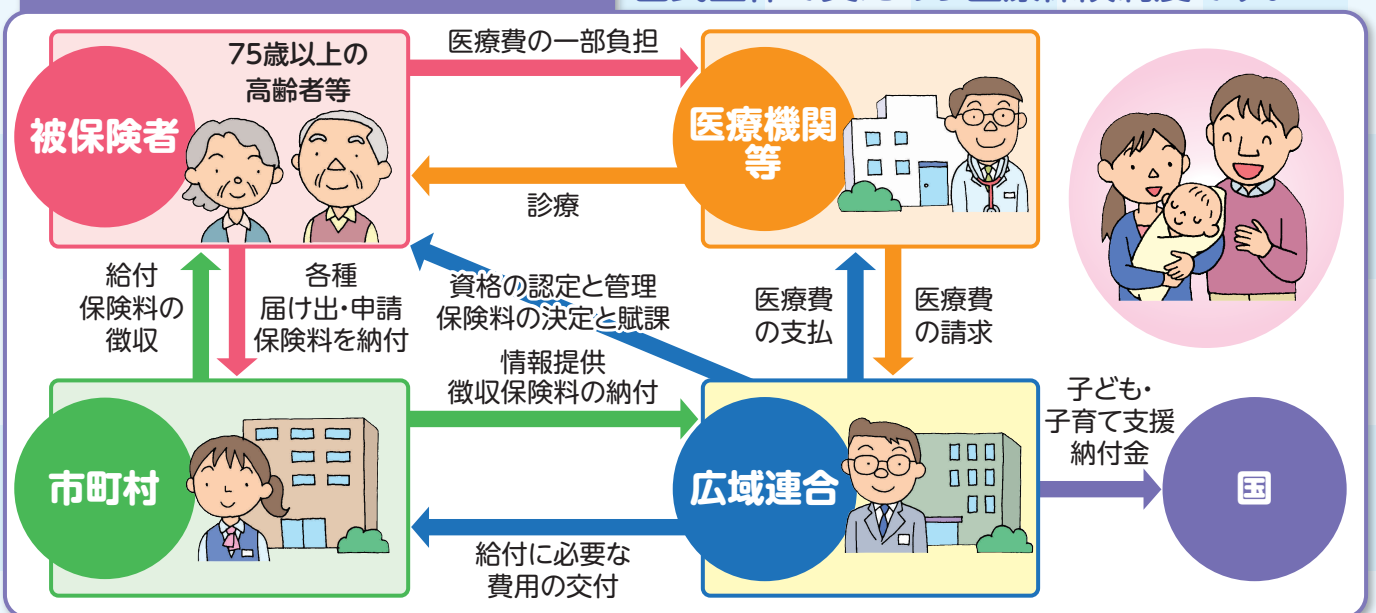 75歳以上の
高齢者等
被保険者
医療費の一部負担
医療機関
等
診療
給付
保険料の
徴収
各種
届け出・申請
保険料を納付
資格の認定と管理
保険料の決定と賦課
医療費
の支払
医療費
の請求
情報提供
徴収保険料の納付
市町村
広域連合
子ども・
子育て支援
納付金
国
給付に必要な
費用の交付